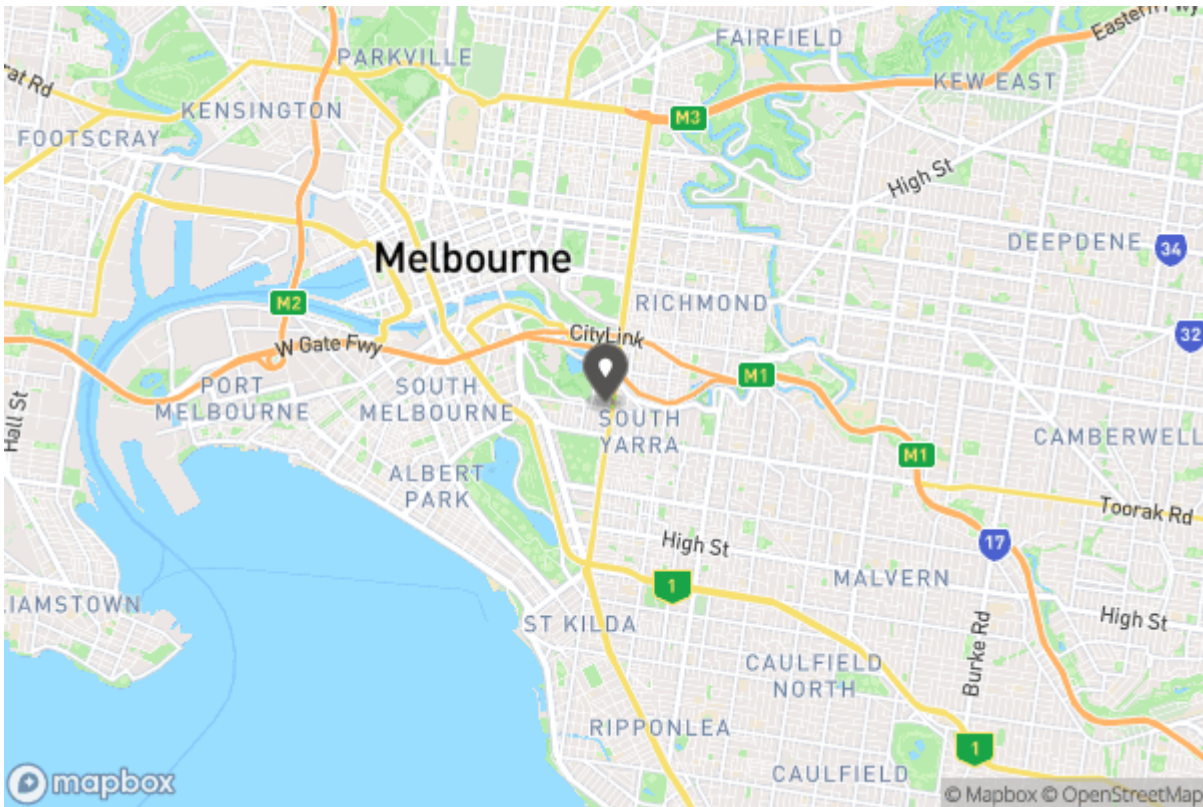 FAIRFIELD
Eastern Fwy
PARKVILLE
KEW EAST
rat Rd
KENSINGTON
M3
FOOTSCRAY
High St
DEEPDENE
34
Melbourne
M2
RICHMOND
32
CityLink
W Gate Fwy
M1
PORT
MELBOURNE
SOUTH
MELBOURNE
Hall St
SOUTH
YARRA
CAMBERWELL
M1
ALBERT
PARK
Toorak Rd
High St
17
MALVERN
1
LIAMSTOWN
High St
ST KILDA
Burke Rd
CAULFIELD
NORTH
RIPPONLEA
1
CAULFIELD
mapbox
© Mapbox © OpenStreetMap